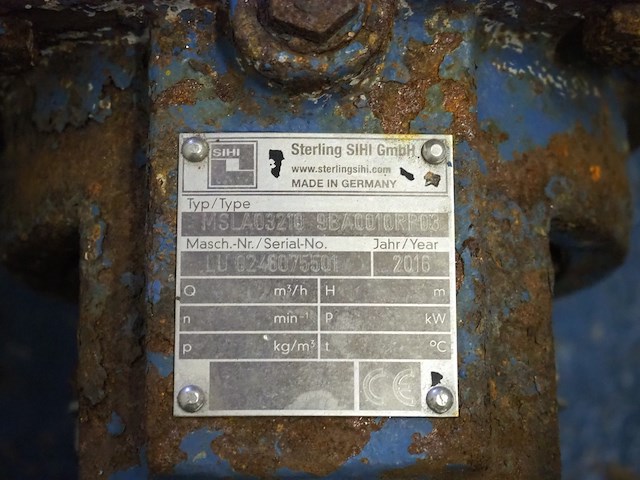 SIHI
Sterling SIHI GmbH
www.sterlingsihi.com
MADE IN GERMANY
Typ/Type
MSLA03210 9BA0010RP03
Masch.-Nr./Serial-No. Jahr/Year
LU 0246075501 2016
Q m³/h H m
n min⁻¹ P kW
p kg/m³ t °C
CE